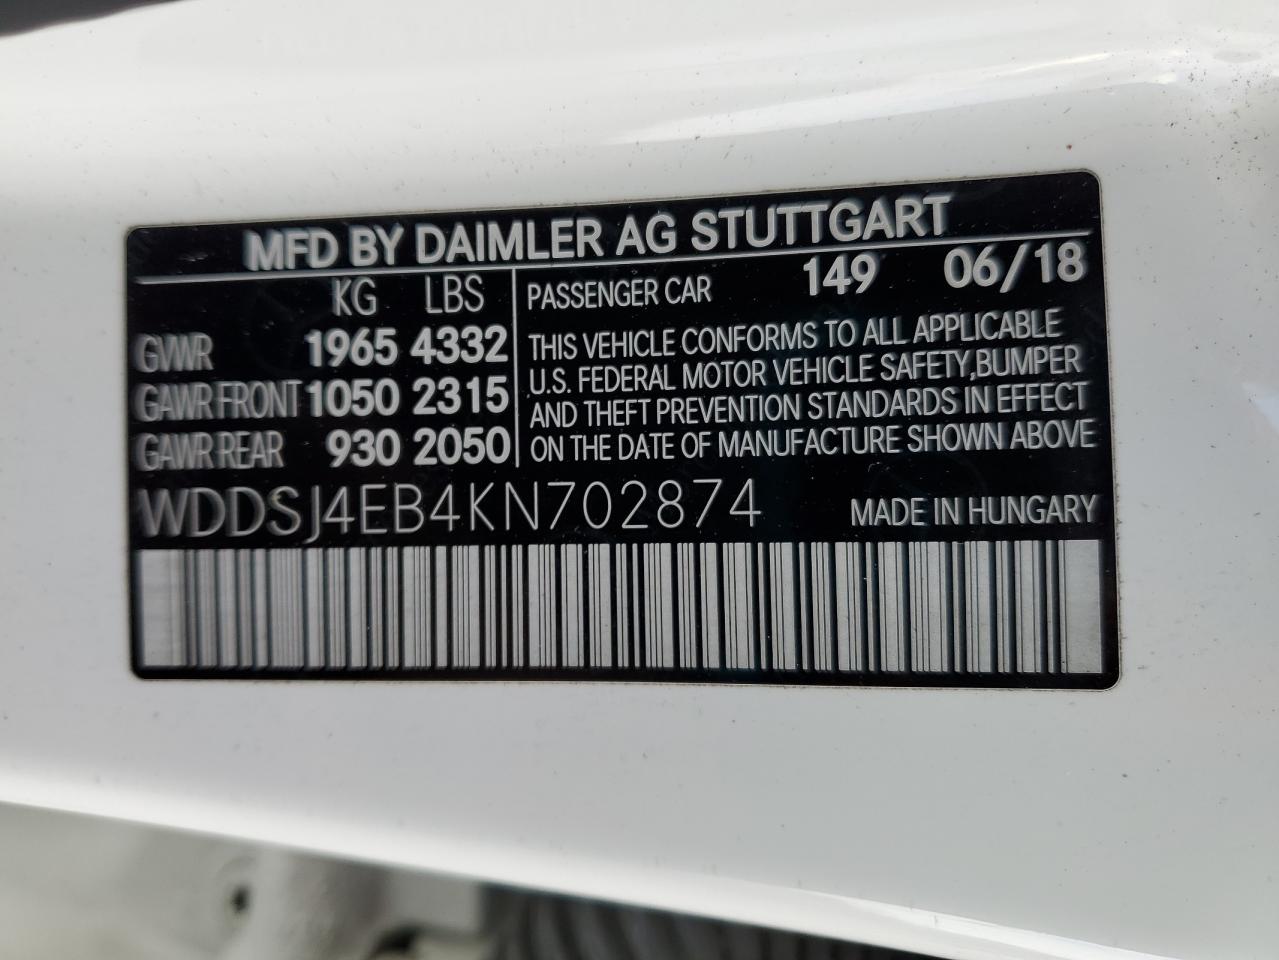 MFD BY DAIMLER AG STUTTGART
KG LBS
GVWR 1965 4332
GAWR FRONT 1050 2315
GAWR REAR 930 2050
PASSENGER CAR 149 06/18
THIS VEHICLE CONFORMS TO ALL APPLICABLE
U.S. FEDERAL MOTOR VEHICLE SAFETY, BUMPER
AND THEFT PREVENTION STANDARDS IN EFFECT
ON THE DATE OF MANUFACTURE SHOWN ABOVE
WDDSJ4EB4KN702874 MADE IN HUNGARY